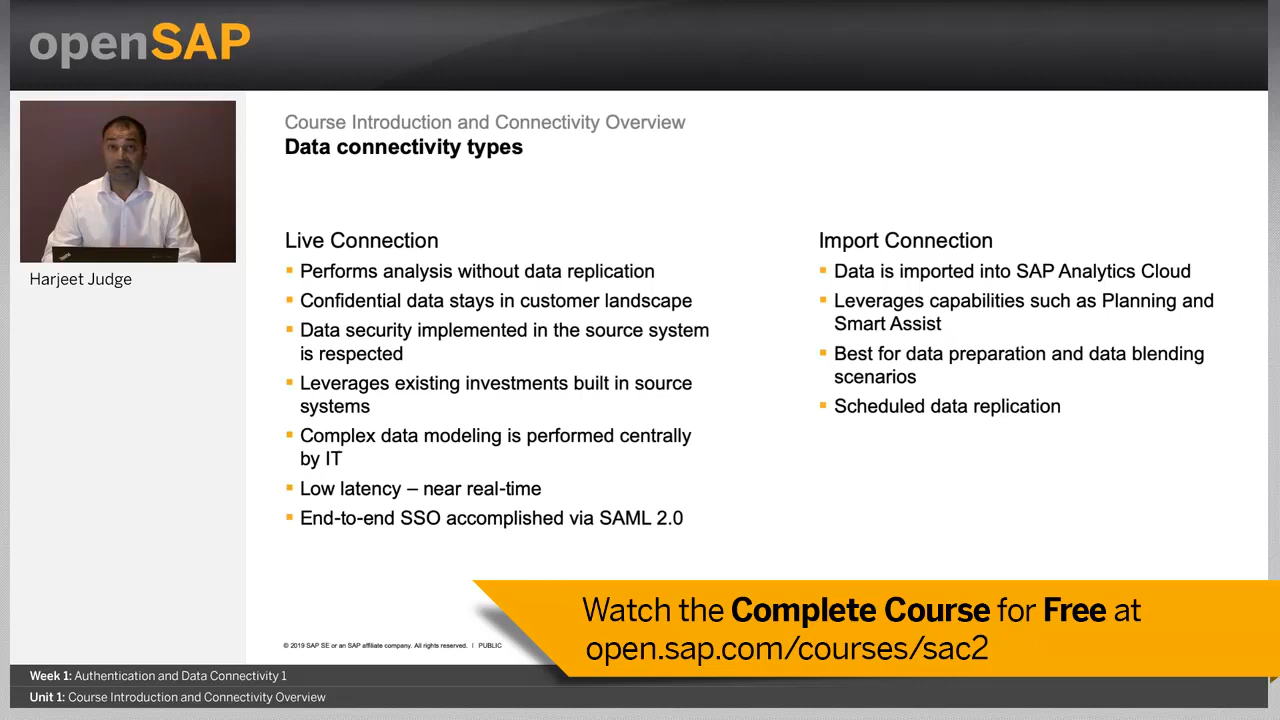 openSAP
Course Introduction and Connectivity Overview
Data connectivity types
Harjeet Judge
Live Connection
Performs analysis without data replication
Confidential data stays in customer landscape
Data security implemented in the source system
is respected
Leverages existing investments built in source
systems
Complex data modeling is performed centrally
by IT
Low latency – near real-time
End-to-end SSO accomplished via SAML 2.0
Import Connection
Data is imported into SAP Analytics Cloud
Leverages capabilities such as Planning and
Smart Assist
Best for data preparation and data blending
scenarios
Scheduled data replication
Watch the Complete Course for Free at
open.sap.com/courses/sac2
© 2019 SAP SE or an SAP affiliate company. All rights reserved. | PUBLIC
Week 1: Authentication and Data Connectivity 1
Unit 1: Course Introduction and Connectivity Overview